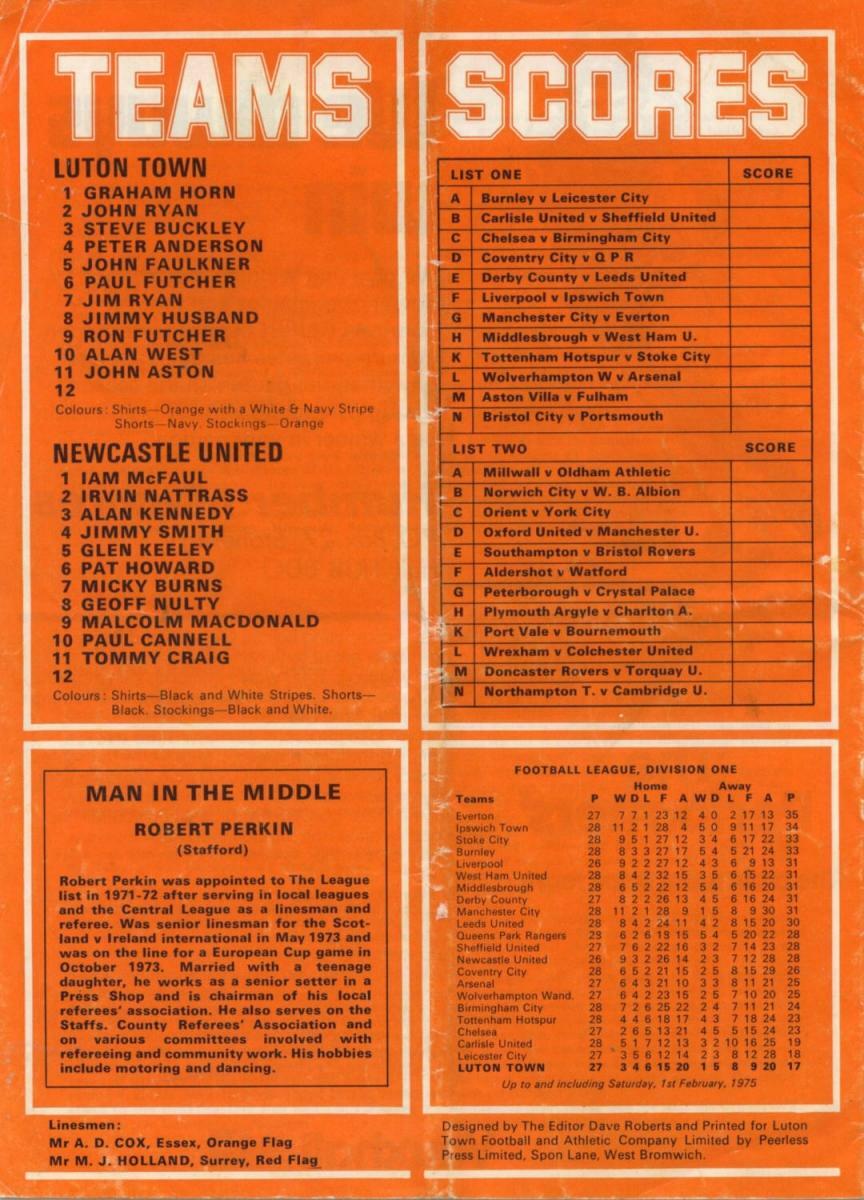 TEAMS
LUTON TOWN
1 GRAHAM HORN
2 JOHN RYAN
3 STEVE BUCKLEY
4 PETER ANDERSON
5 JOHN FAULKNER
6 PAUL FUTCHER
7 JIM RYAN
8 JIMMY HUSBAND
9 RON FUTCHER
10 ALAN WEST
11 JOHN ASTON
12
Colours: Shirts—Orange with a White & Navy Stripe
Shorts—Navy. Stockings—Orange
NEWCASTLE UNITED
1 IAM McFAUL
2 IRVIN NATTRASS
3 ALAN KENNEDY
4 JIMMY SMITH
5 GLEN KEELEY
6 PAT HOWARD
7 MICKY BURNS
8 GEOFF NULTY
9 MALCOLM MACDONALD
10 PAUL CANNELL
11 TOMMY CRAIG
12
Colours: Shirts—Black and White Stripes. Shorts—
Black. Stockings—Black and White.
SCORES
LIST ONE SCORE
A Burnley v Leicester City
B Carlisle United v Sheffield United
C Chelsea v Birmingham City
D Coventry City v Q P R
E Derby County v Leeds United
F Liverpool v Ipswich Town
G Manchester City v Everton
H Middlesbrough v West Ham U.
K Tottenham Hotspur v Stoke City
L Wolverhampton W v Arsenal
M Aston Villa v Fulham
N Bristol City v Portsmouth
LIST TWO SCORE
A Millwall v Oldham Athletic
B Norwich City v W. B. Albion
C Orient v York City
D Oxford United v Manchester U.
E Southampton v Bristol Rovers
F Aldershot v Watford
G Peterborough v Crystal Palace
H Plymouth Argyle v Charlton A.
K Port Vale v Bournemouth
L Wrexham v Colchester United
M Doncaster Rovers v Torquay U.
N Northampton T. v Cambridge U.
MAN IN THE MIDDLE
ROBERT PERKIN
(Stafford)
Robert Perkin was appointed to The League
list in 1971-72 after serving in local leagues
and the Central League as a linesman and
referee. Was senior linesman for the Scot-
land v Ireland international in May 1973 and
was on the line for a European Cup game in
October 1973. Married with a teenage
daughter, he works as a senior setter in a
Press Shop and is chairman of his local
referees' association. He also serves on the
Staffs. County Referees' Association and
on various committees involved with
refereeing and community work. His hobbies
include motoring and dancing.
FOOTBALL LEAGUE, DIVISION ONE
Home Away
Teams P W D L F A W D L F A P
Everton 27 7 7 1 23 12 4 0 2 17 13 35
Ipswich Town 28 11 2 1 28 4 5 0 9 11 17 34
Stoke City 28 9 5 1 27 12 3 4 6 17 22 33
Burnley 28 8 3 3 27 17 5 4 5 21 24 33
Liverpool 26 9 2 2 27 12 4 3 6 9 13 31
West Ham United 28 8 4 2 32 15 3 5 6 15 22 31
Middlesbrough 28 6 5 2 22 12 5 4 6 16 20 31
Derby County 27 8 2 2 26 13 4 5 6 16 24 31
Manchester City 28 11 2 1 28 9 1 5 8 9 30 31
Leeds United 28 8 4 2 24 11 4 2 8 15 20 30
Queens Park Rangers 29 6 2 6 19 15 5 4 5 20 22 28
Sheffield United 27 7 6 2 22 16 3 2 7 14 23 28
Newcastle United 26 9 3 2 26 14 2 3 7 12 28 28
Coventry City 28 6 5 2 21 15 2 5 8 15 29 26
Arsenal 27 6 4 3 21 10 3 3 8 11 21 25
Wolverhampton Wand. 27 6 4 2 23 15 2 5 7 10 20 25
Birmingham City 28 7 2 6 25 22 2 4 7 11 21 24
Tottenham Hotspur 28 4 4 6 18 17 4 3 7 18 24 23
Chelsea 27 2 6 5 13 21 4 5 5 15 24 23
Carlisle United 28 5 1 7 12 13 3 2 10 16 25 19
Leicester City 27 3 5 6 12 14 2 3 8 12 28 18
LUTON TOWN 27 3 4 6 15 20 1 5 8 9 20 17
Up to and including Saturday, 1st February, 1975
Linesmen:
Mr A. D. COX, Essex, Orange Flag
Mr M. J. HOLLAND, Surrey, Red Flag
Designed by The Editor Dave Roberts and Printed for Luton
Town Football and Athletic Company Limited by Peerless
Press Limited, Spon Lane, West Bromwich.